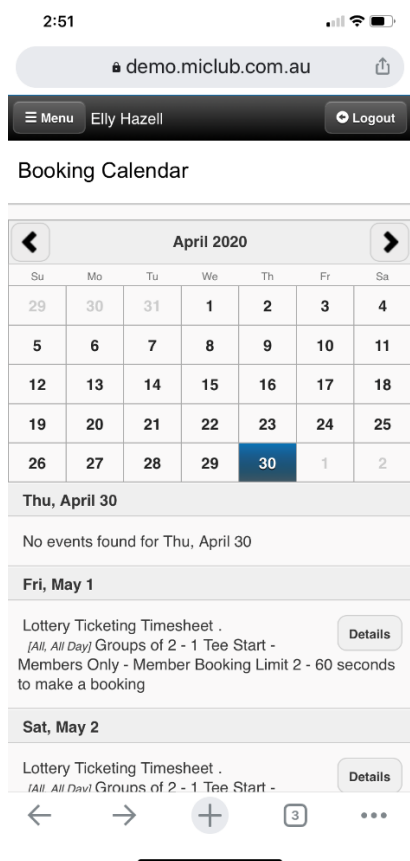 2:51
demo.miclub.com.au
Menu Elly Hazell Logout
Booking Calendar
April 2020
Su Mo Tu We Th Fr Sa
29 30 31 1 2 3 4
5 6 7 8 9 10 11
12 13 14 15 16 17 18
19 20 21 22 23 24 25
26 27 28 29 30 1 2
Thu, April 30
No events found for Thu, April 30
Fri, May 1
Lottery Ticketing Timesheet .
Details
[All, All Day] Groups of 2 - 1 Tee Start -
Members Only - Member Booking Limit 2 - 60 seconds
to make a booking
Sat, May 2
Lottery Ticketing Timesheet .
Details
[All, All Day] Groups of 2 - 1 Tee Start -
3